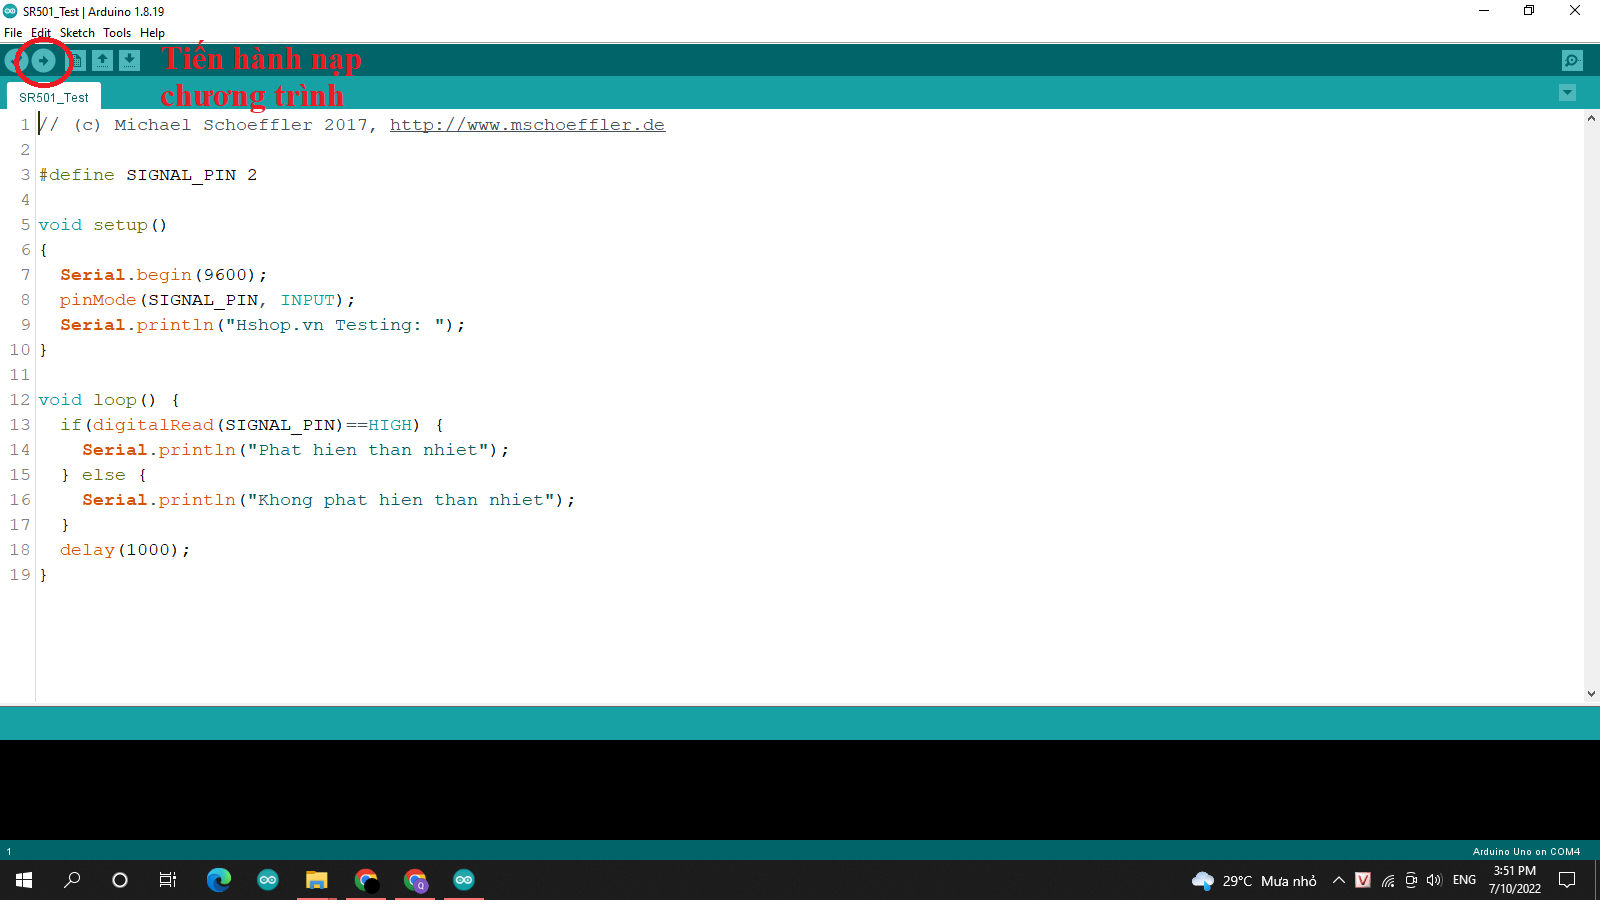 SR501_Test | Arduino 1.8.19
File Edit Sketch Tools Help
Tiến hành nạp
chương trình
SR501_Test
1 // (c) Michael Schoeffler 2017, http://www.mschoeffler.de
2
3 #define SIGNAL_PIN 2
4
5 void setup()
6 {
7   Serial.begin(9600);
8   pinMode(SIGNAL_PIN, INPUT);
9   Serial.println("Hshop.vn Testing: ");
10 }
11
12 void loop() {
13   if(digitalRead(SIGNAL_PIN)==HIGH) {
14     Serial.println("Phat hien than nhiet");
15   } else {
16     Serial.println("Khong phat hien than nhiet");
17   }
18   delay(1000);
19 }
1 Arduino Uno on COM4
29°C Mưa nhỏ V ENG 3:51 PM
7/10/2022